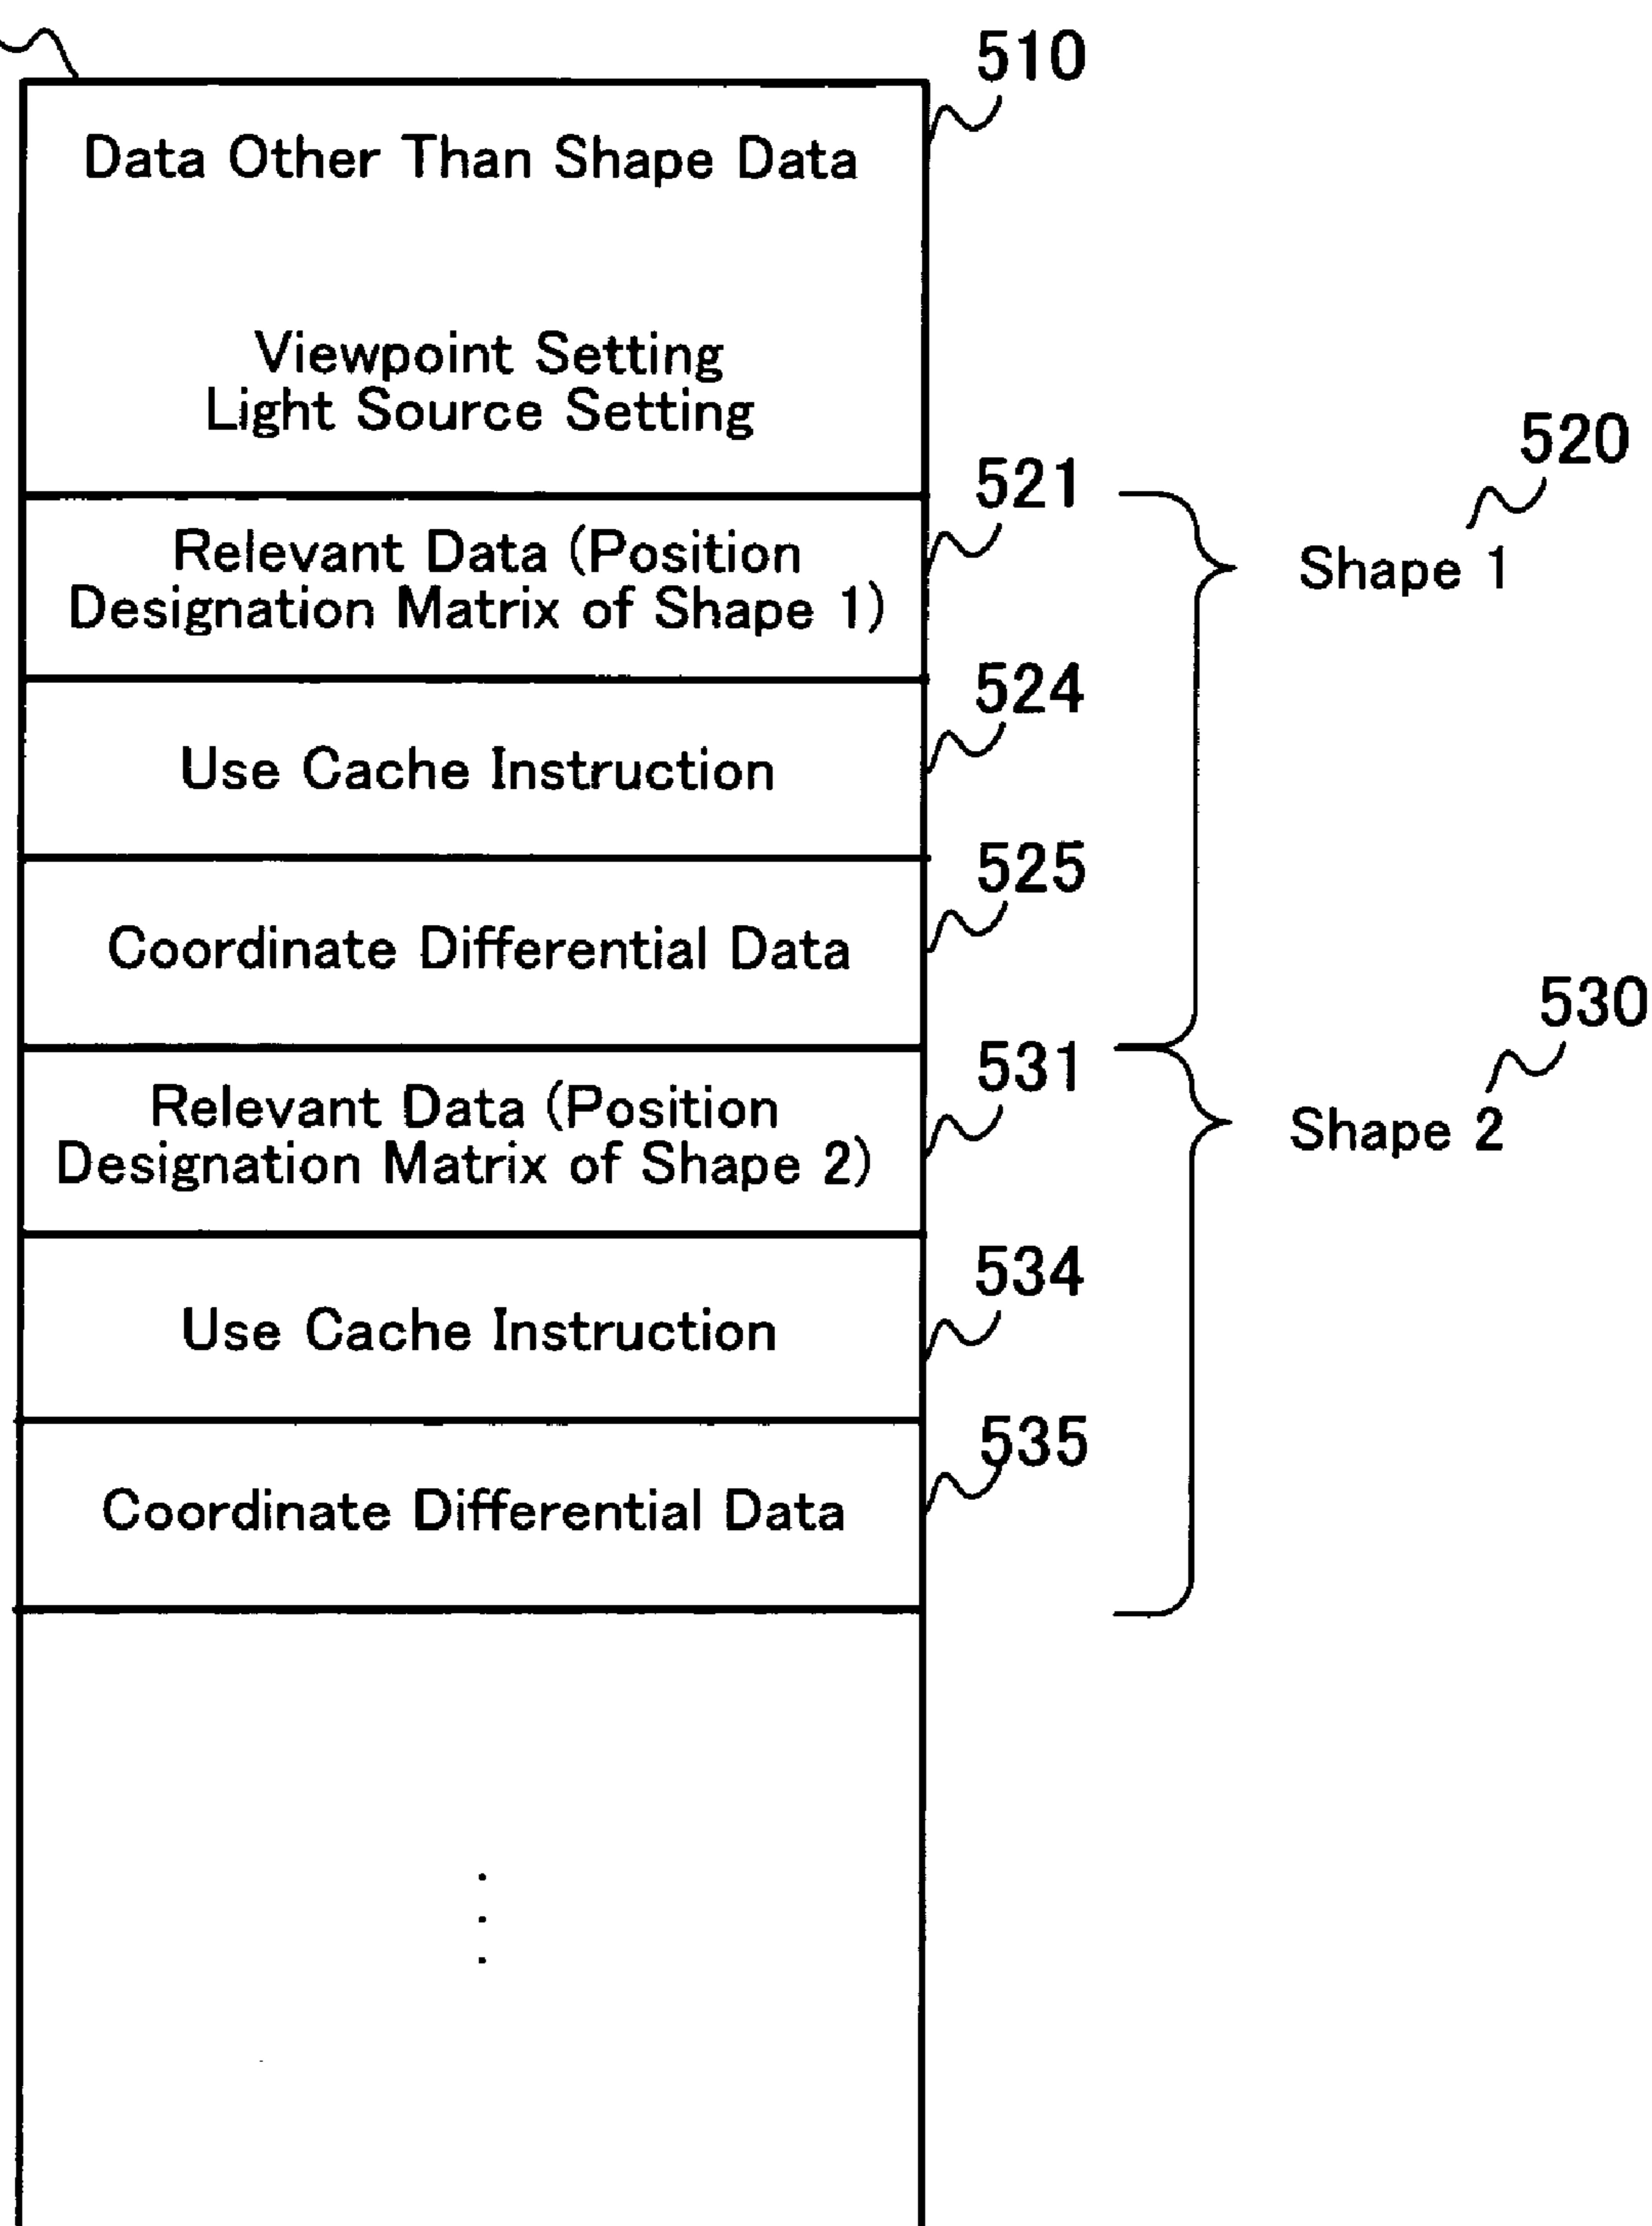 510
Data Other Than Shape Data
Viewpoint Setting
Light Source Setting
520
521
Relevant Data (Position
Designation Matrix of Shape 1)
Shape 1
524
Use Cache Instruction
525
Coordinate Differential Data
530
531
Relevant Data (Position
Designation Matrix of Shape 2)
Shape 2
534
Use Cache Instruction
535
Coordinate Differential Data